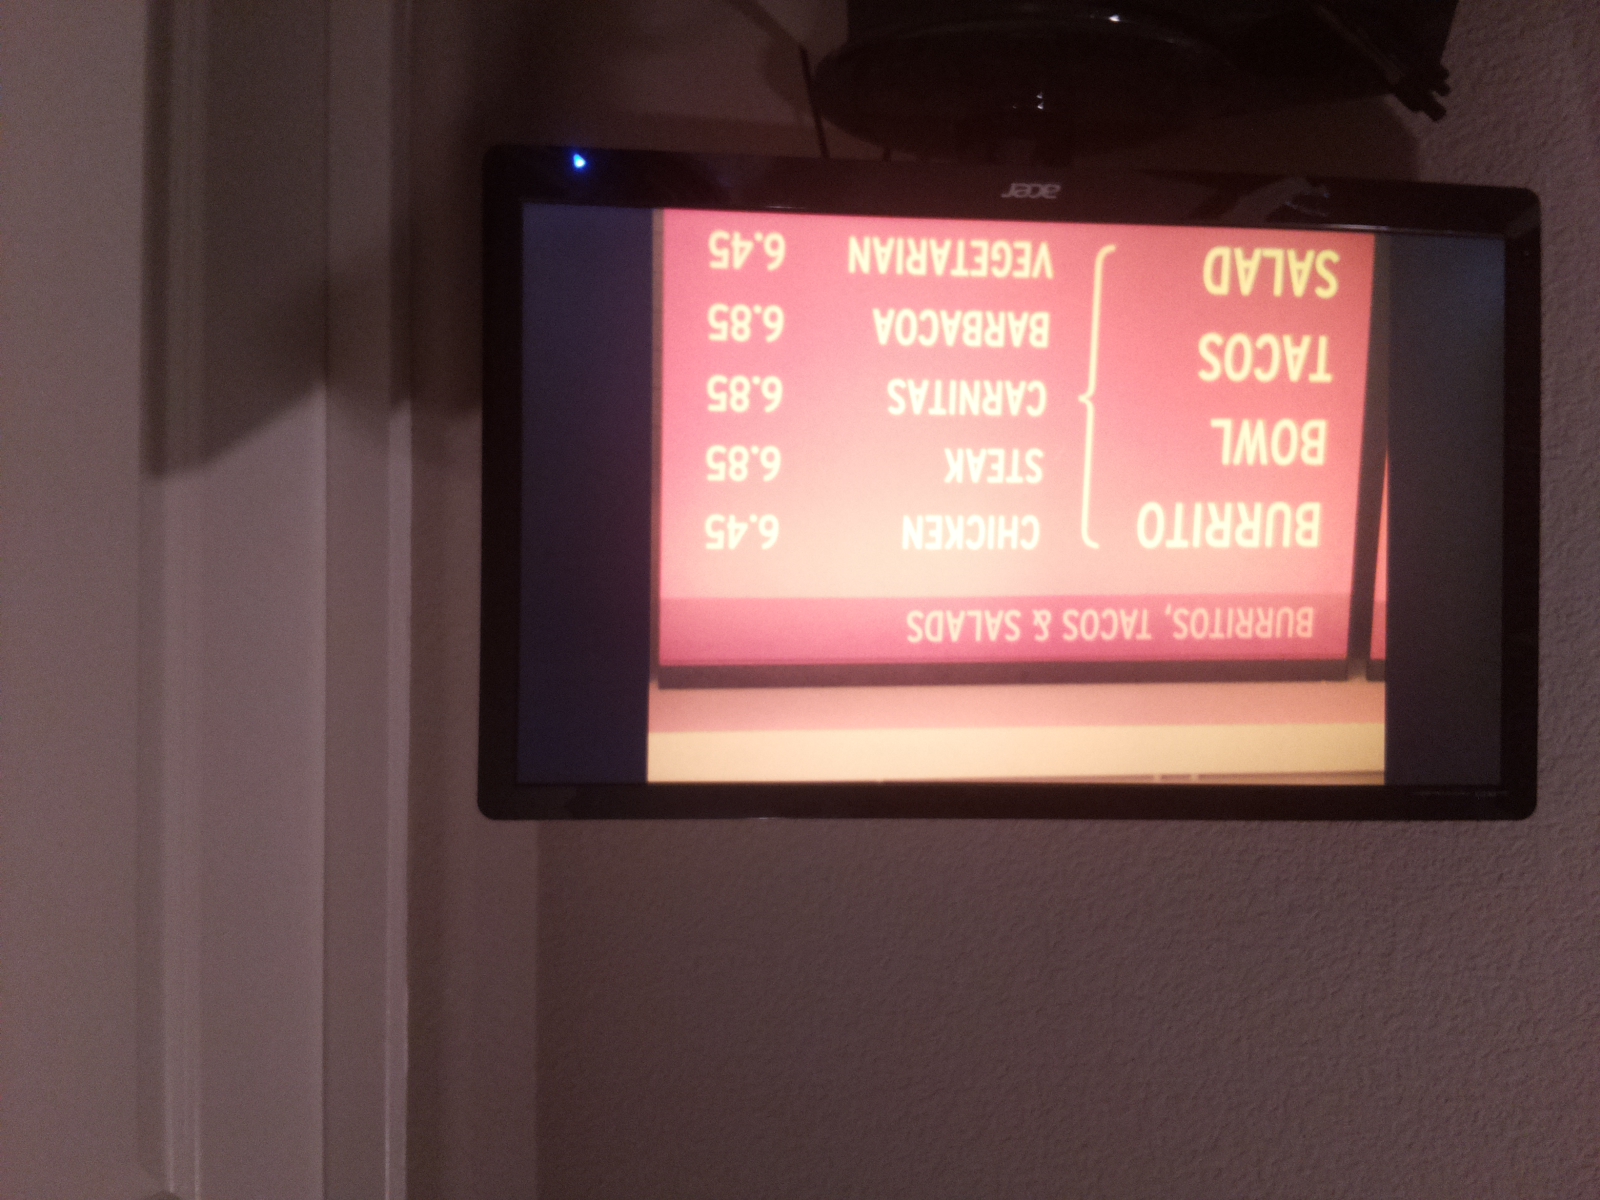 BURRITOS, TACOS & SALADS
BURRITO
BOWL
TACOS
SALAD
CHICKEN 6.45
STEAK 6.85
CARNITAS 6.85
BARBACOA 6.85
VEGETARIAN 6.45
acer